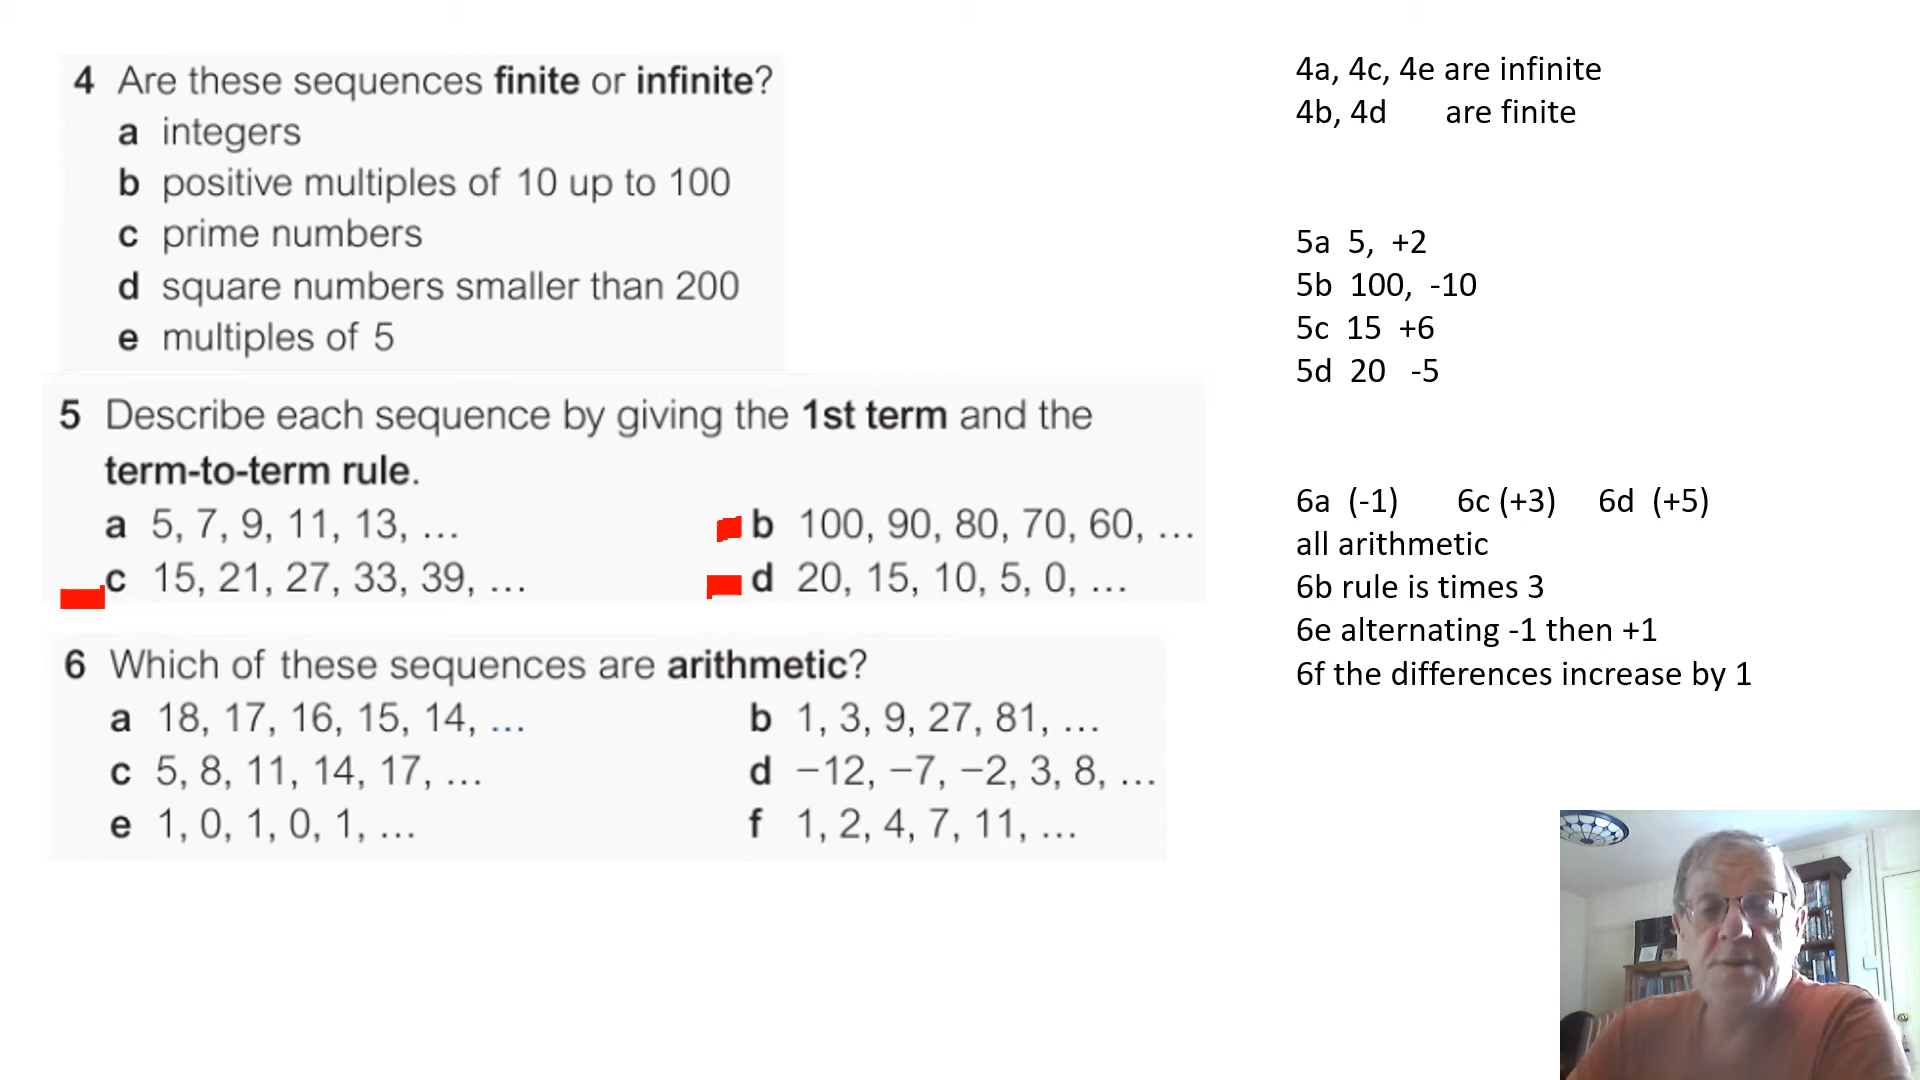 4 Are these sequences finite or infinite?
a integers
b positive multiples of 10 up to 100
c prime numbers
d square numbers smaller than 200
e multiples of 5
5 Describe each sequence by giving the 1st term and the
term-to-term rule.
a 5, 7, 9, 11, 13, ...
b 100, 90, 80, 70, 60, ...
c 15, 21, 27, 33, 39, ...
d 20, 15, 10, 5, 0, ...
6 Which of these sequences are arithmetic?
a 18, 17, 16, 15, 14, ...
b 1, 3, 9, 27, 81, ...
c 5, 8, 11, 14, 17, ...
d −12, −7, −2, 3, 8, ...
e 1, 0, 1, 0, 1, ...
f 1, 2, 4, 7, 11, ...
4a, 4c, 4e are infinite
4b, 4d are finite
5a 5, +2
5b 100, -10
5c 15 +6
5d 20 -5
6a (-1) 6c (+3) 6d (+5)
all arithmetic
6b rule is times 3
6e alternating -1 then +1
6f the differences increase by 1